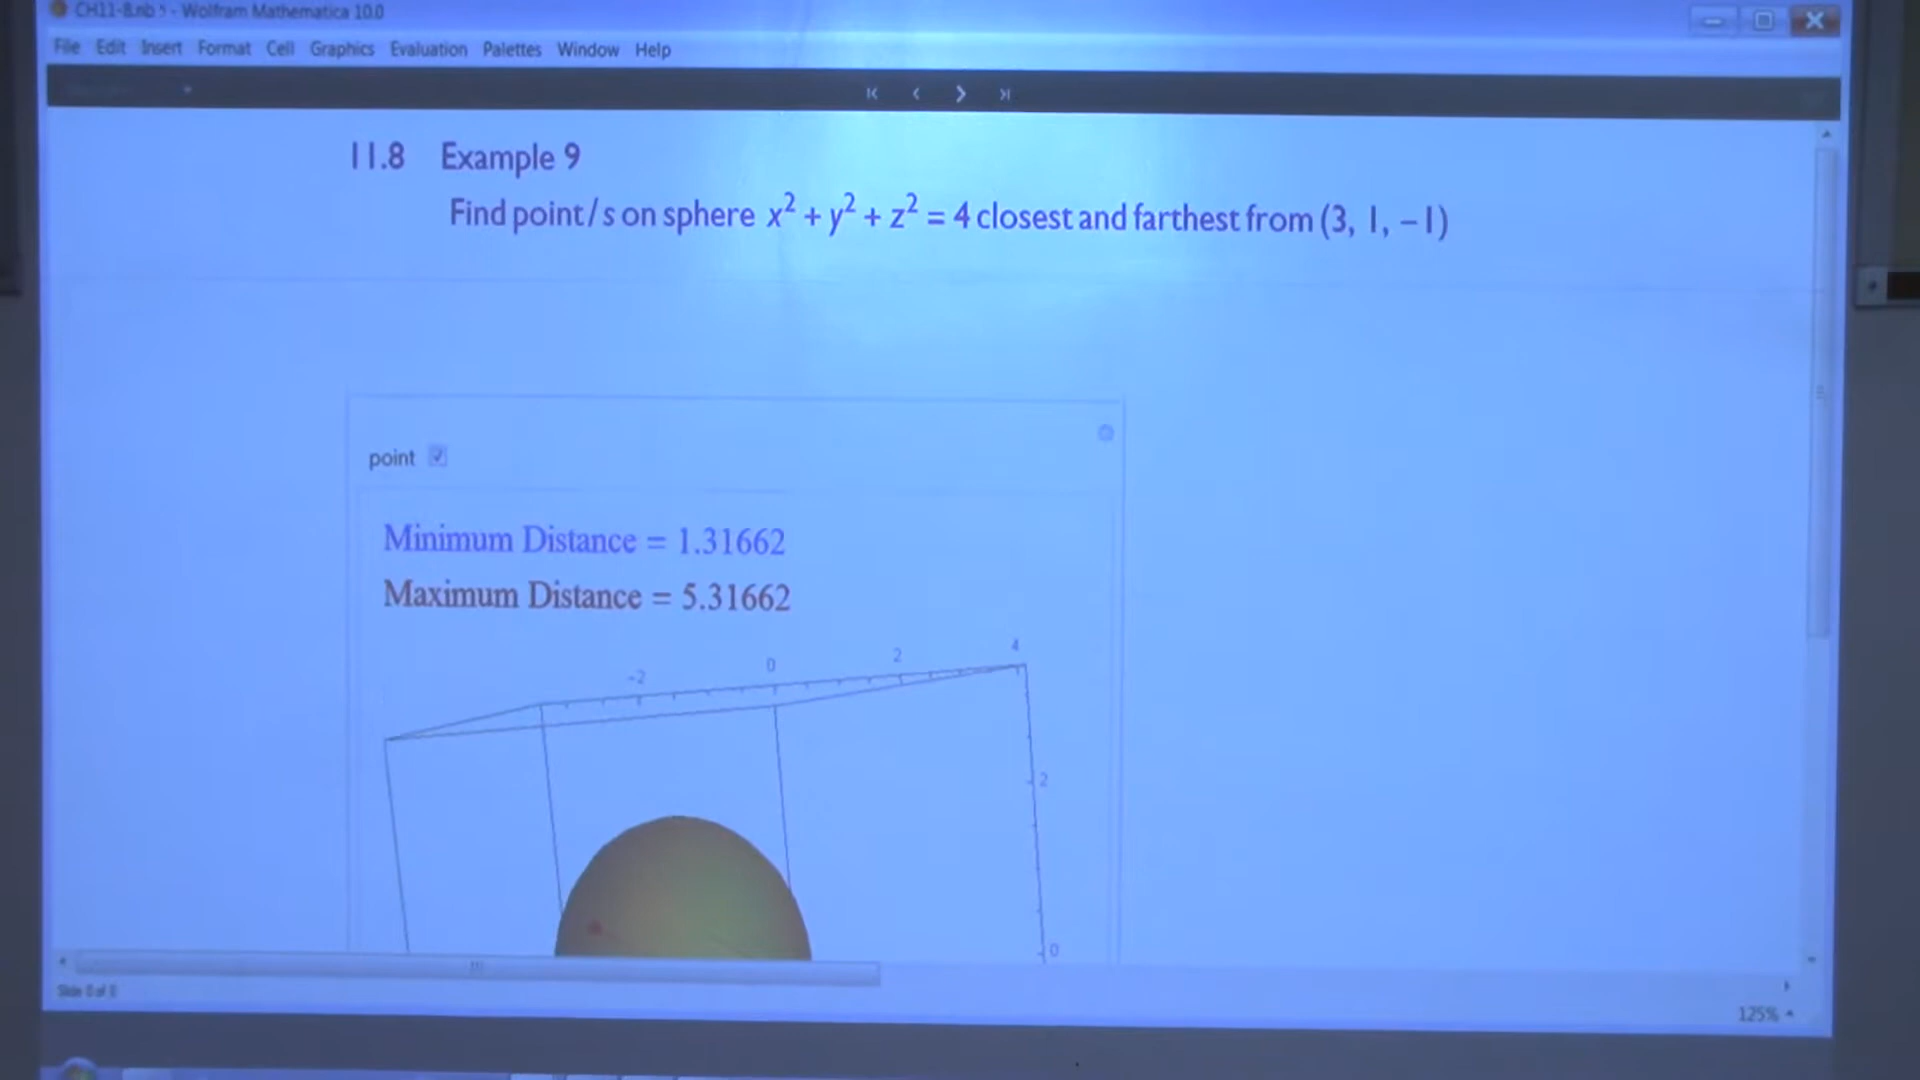 CH11-8.nb * - Wolfram Mathematica 10.0
File Edit Insert Format Cell Graphics Evaluation Palettes Window Help
11.8 Example 9
Find point/s on sphere x² + y² + z² = 4 closest and farthest from (3, 1, −1)
point
Minimum Distance = 1.31662
Maximum Distance = 5.31662
-2 0 2 4
2
0
125%